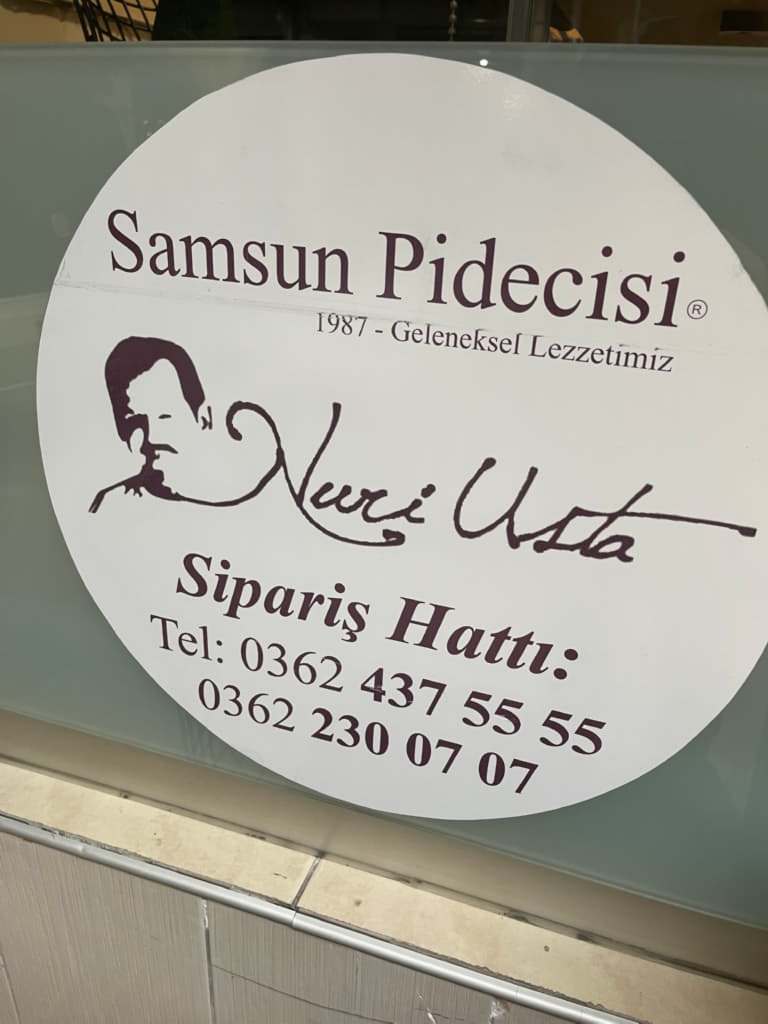 Samsun Pidecisi®
1987 - Geleneksel Lezzetimiz
Nuri Usta
Sipariş Hattı:
Tel: 0362 437 55 55
0362 230 07 07